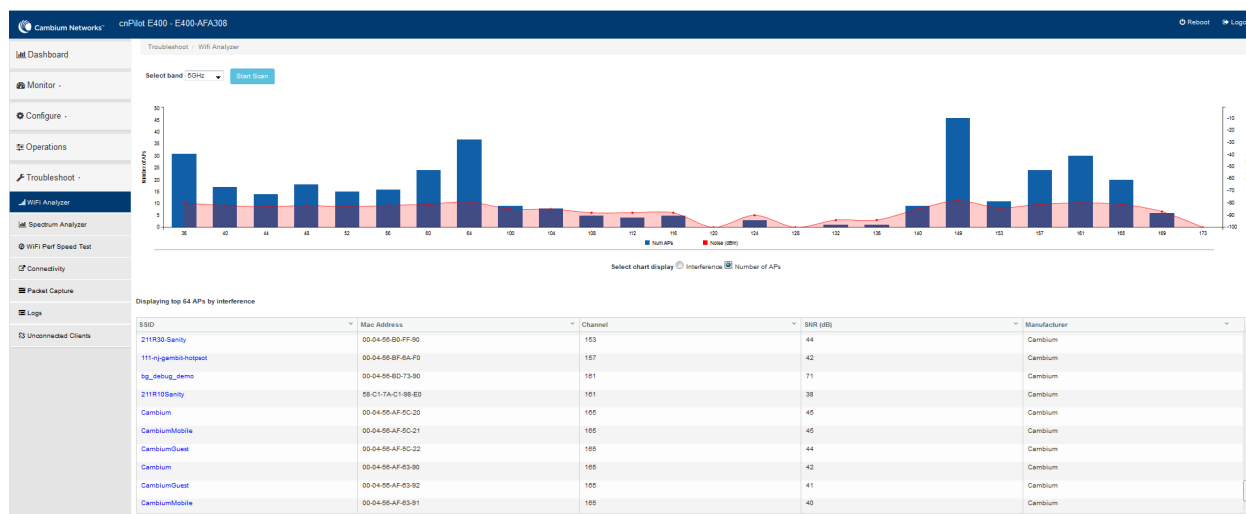 Cambium Networks™ cnPilot E400 - E400-AFA308 Reboot Logo
Dashboard
Monitor
Configure
Operations
Troubleshoot
WiFi Analyzer
Spectrum Analyzer
WiFi Perf Speed Test
Connectivity
Packet Capture
Logs
Unconnected Clients
Troubleshoot / Wifi Analyzer
Select band 5GHz Start Scan
Number of APs
50
45
40
35
30
25
20
15
10
5
0
-10
-20
-30
-40
-50
-60
-70
-80
-90
-100
36 40 44 48 52 56 60 64 100 104 108 112 116 120 124 128 132 136 140 149 153 157 161 165 169 173
Num APs Noise (dBm)
Select chart display Interference Number of APs
Displaying top 64 APs by interference
SSID Mac Address Channel SNR (dB) Manufacturer
211R30-Sanity 00-04-56-B0-FF-90 153 44 Cambium
111-nj-gambit-hotpsot 00-04-56-BF-6A-F0 157 42 Cambium
bg_debug_demo 00-04-56-BD-73-90 161 71 Cambium
211R10Sanity 58-C1-7A-C1-98-E0 161 38 Cambium
Cambium 00-04-56-AF-5C-20 165 45 Cambium
CambiumMobile 00-04-56-AF-5C-21 165 45 Cambium
CambiumGuest 00-04-56-AF-5C-22 165 44 Cambium
Cambium 00-04-56-AF-63-90 165 42 Cambium
CambiumGuest 00-04-56-AF-63-92 165 41 Cambium
CambiumMobile 00-04-56-AF-63-91 165 40 Cambium